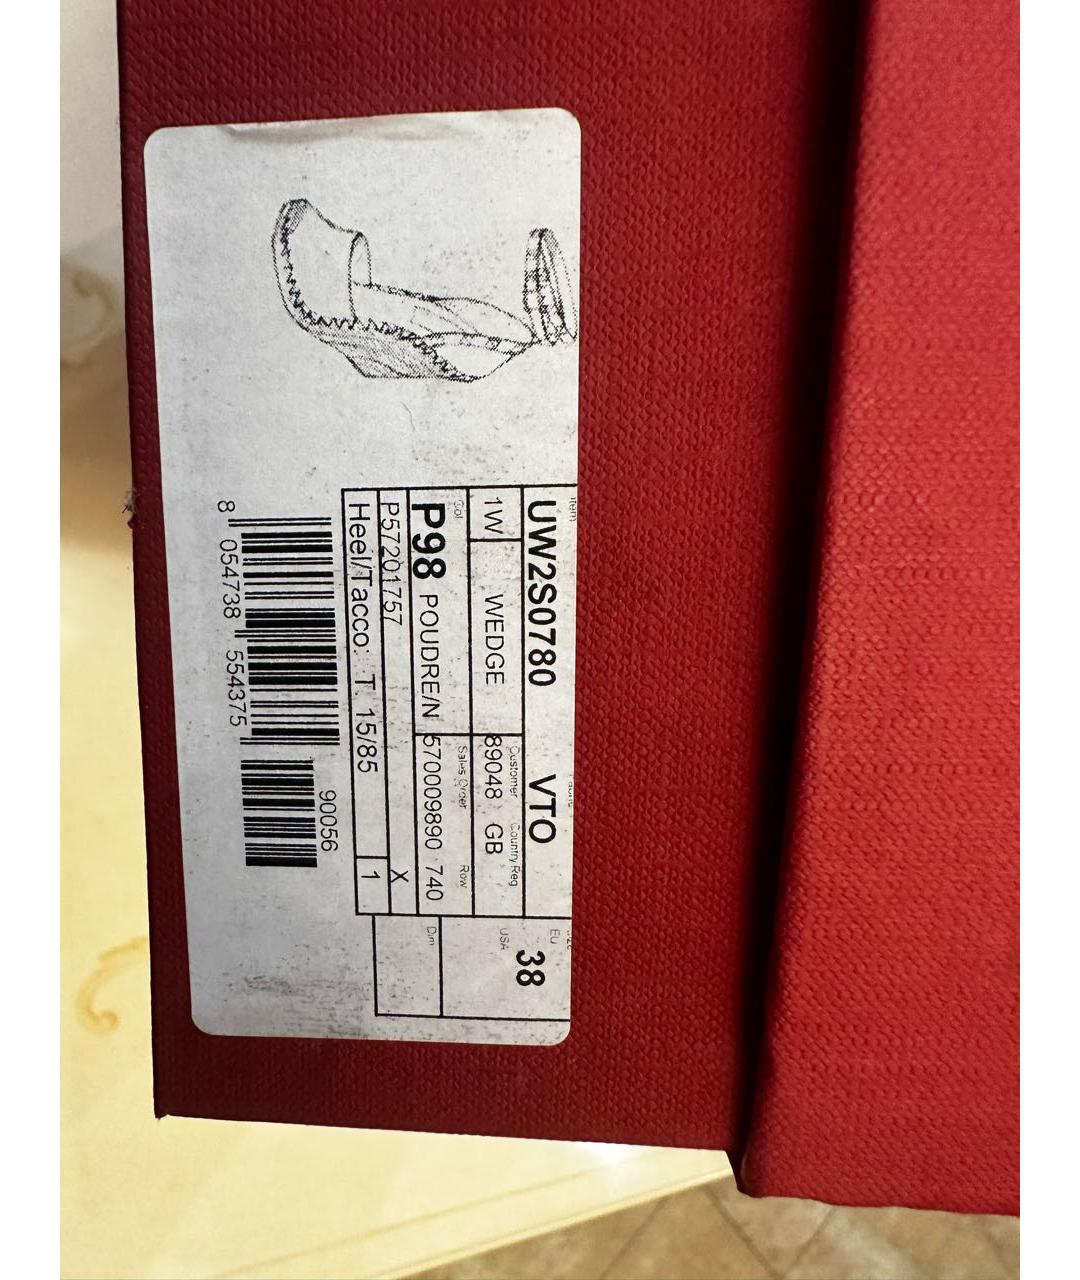 Item
UW2S0780 VTO
EU
38
1W WEDGE
Customer Country Reg
89048 GB
USA
Col
P98 POUDRE/N
Sales Order Row
570009890 740
Dim
P57201757 X
Heel/Tacco: T. 15/85 1
90056
8 054738 554375